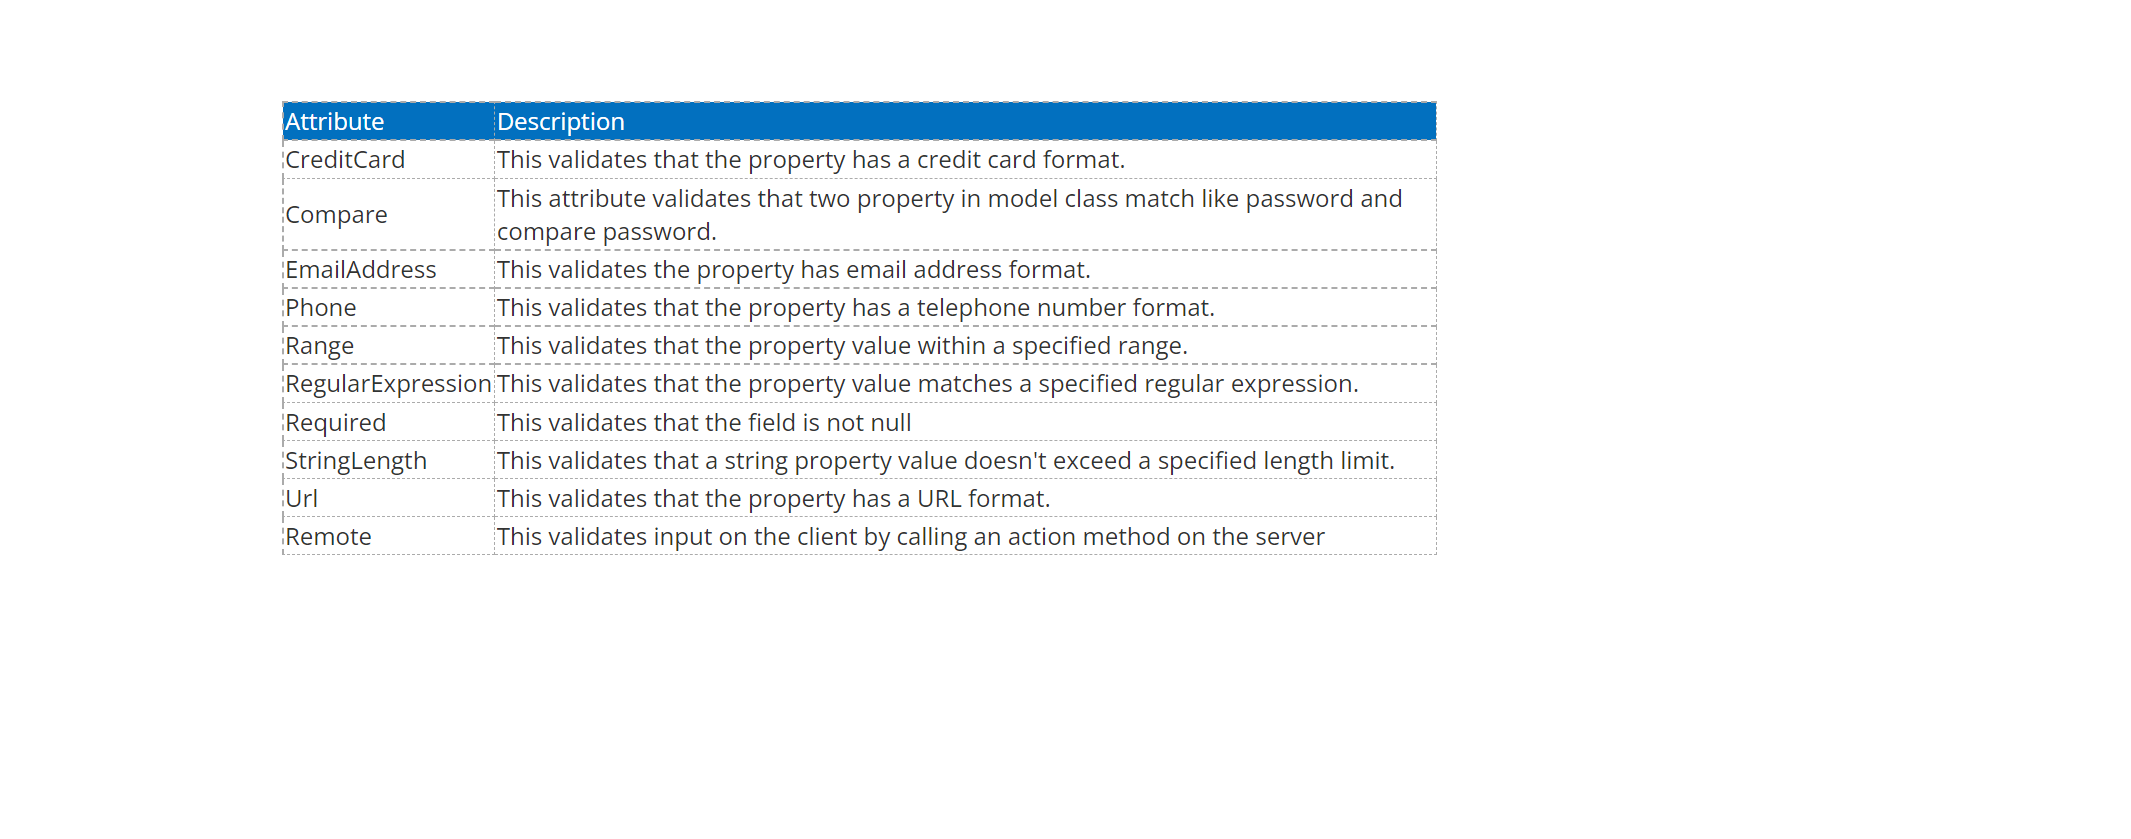 Attribute Description
CreditCard This validates that the property has a credit card format.
Compare This attribute validates that two property in model class match like password and
compare password.
EmailAddress This validates the property has email address format.
Phone This validates that the property has a telephone number format.
Range This validates that the property value within a specified range.
RegularExpression This validates that the property value matches a specified regular expression.
Required This validates that the field is not null
StringLength This validates that a string property value doesn't exceed a specified length limit.
Url This validates that the property has a URL format.
Remote This validates input on the client by calling an action method on the server